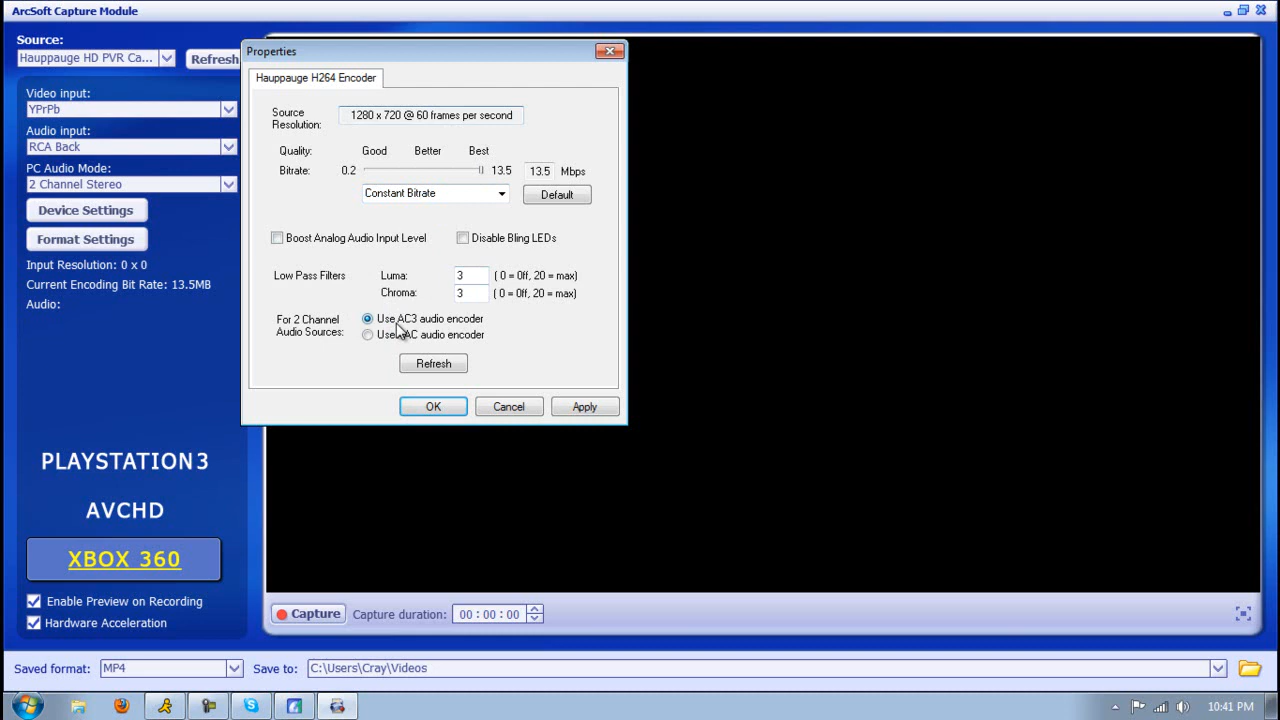 ArcSoft Capture Module
Source:
Hauppauge HD PVR Ca...
Refresh
Video input:
YPrPb
Audio input:
RCA Back
PC Audio Mode:
2 Channel Stereo
Device Settings
Format Settings
Input Resolution: 0 x 0
Current Encoding Bit Rate: 13.5MB
Audio:
PLAYSTATION3
AVCHD
XBOX 360
Enable Preview on Recording
Hardware Acceleration
Properties
Hauppauge H264 Encoder
Source
Resolution:
1280 x 720 @ 60 frames per second
Quality: Good Better Best
Bitrate: 0.2 13.5 13.5 Mbps
Constant Bitrate
Default
Boost Analog Audio Input Level
Disable Bling LEDs
Low Pass Filters Luma: 3 ( 0 = 0ff, 20 = max)
Chroma: 3 ( 0 = 0ff, 20 = max)
For 2 Channel
Audio Sources:
Use AC3 audio encoder
Use AC audio encoder
Refresh
OK
Cancel
Apply
Capture
Capture duration: 00 : 00 : 00
Saved format: MP4
Save to: C:\Users\Cray\Videos
10:41 PM